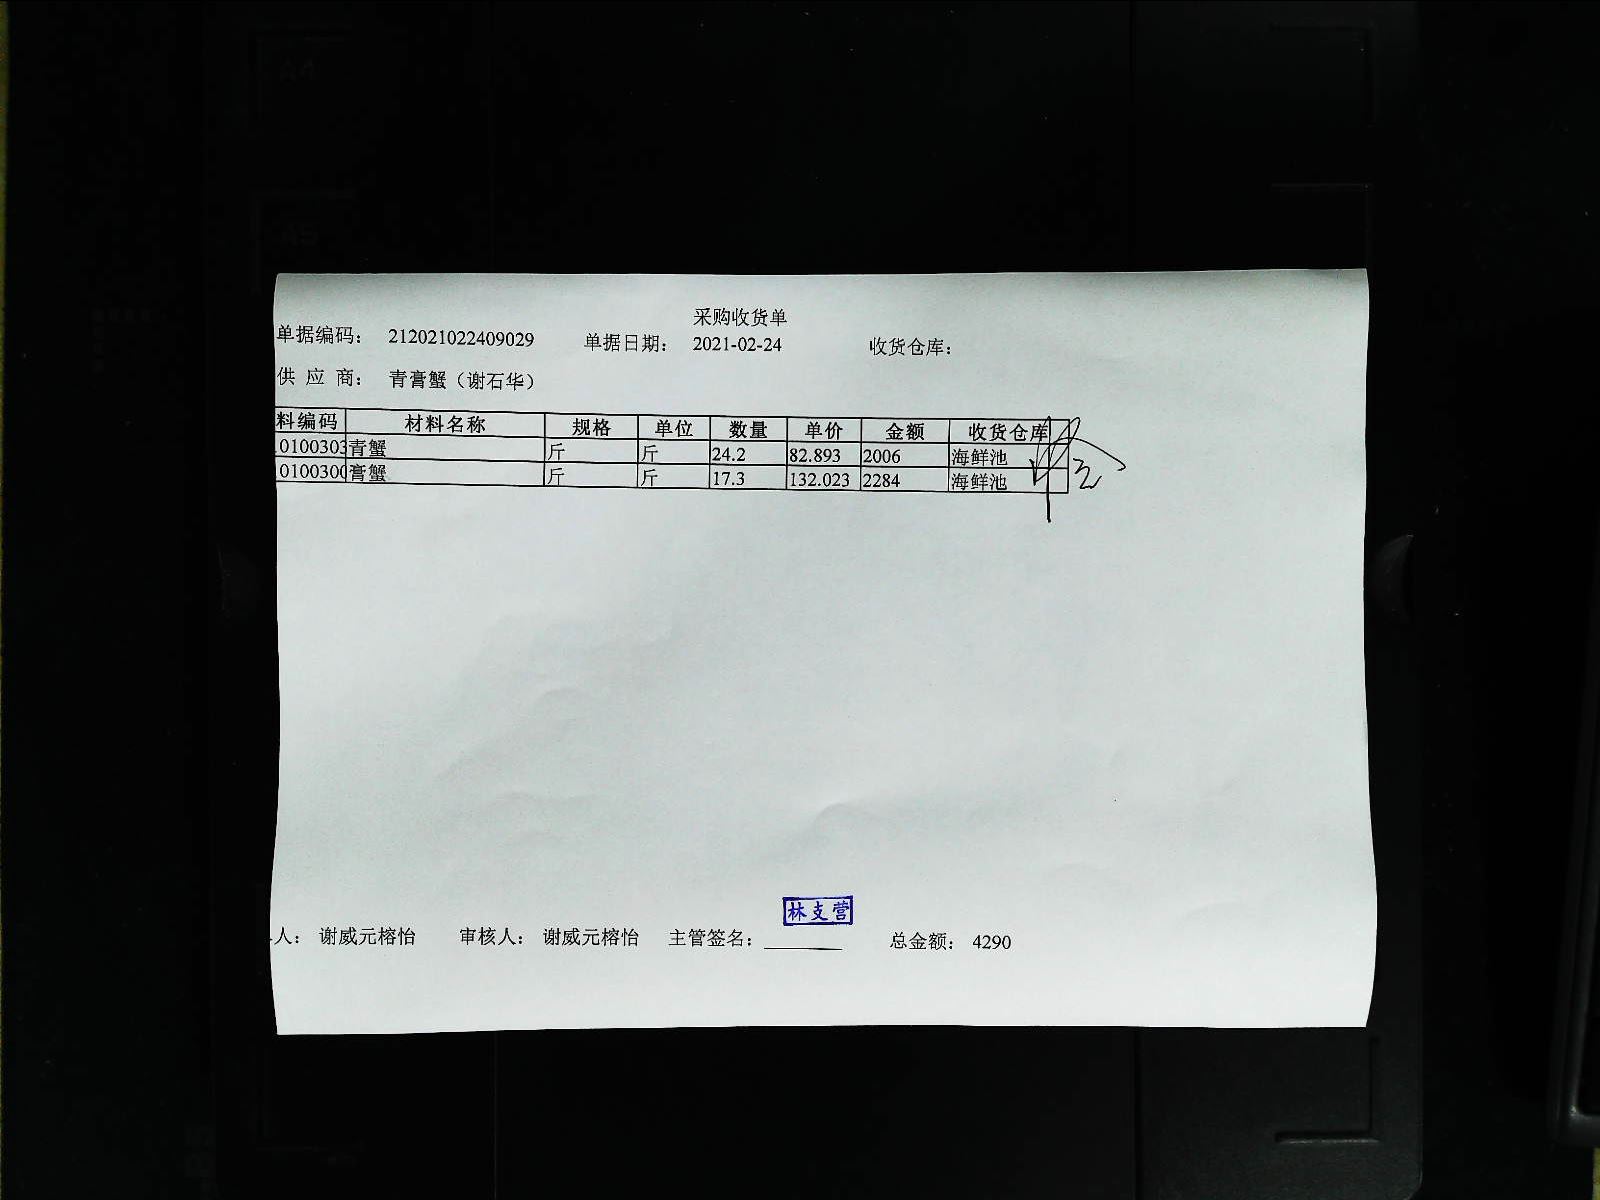 采购收货单
单据编码： 212021022409029 单据日期： 2021-02-24 收货仓库：
供 应 商： 青膏蟹（谢石华）
料编码 材料名称 规格 单位 数量 单价 金额 收货仓库
0100303 青蟹 斤 斤 24.2 82.893 2006 海鲜池
0100300 膏蟹 斤 斤 17.3 132.023 2284 海鲜池
林支营
人： 谢威元榕怡 审核人： 谢威元榕怡 主管签名： 总金额： 4290